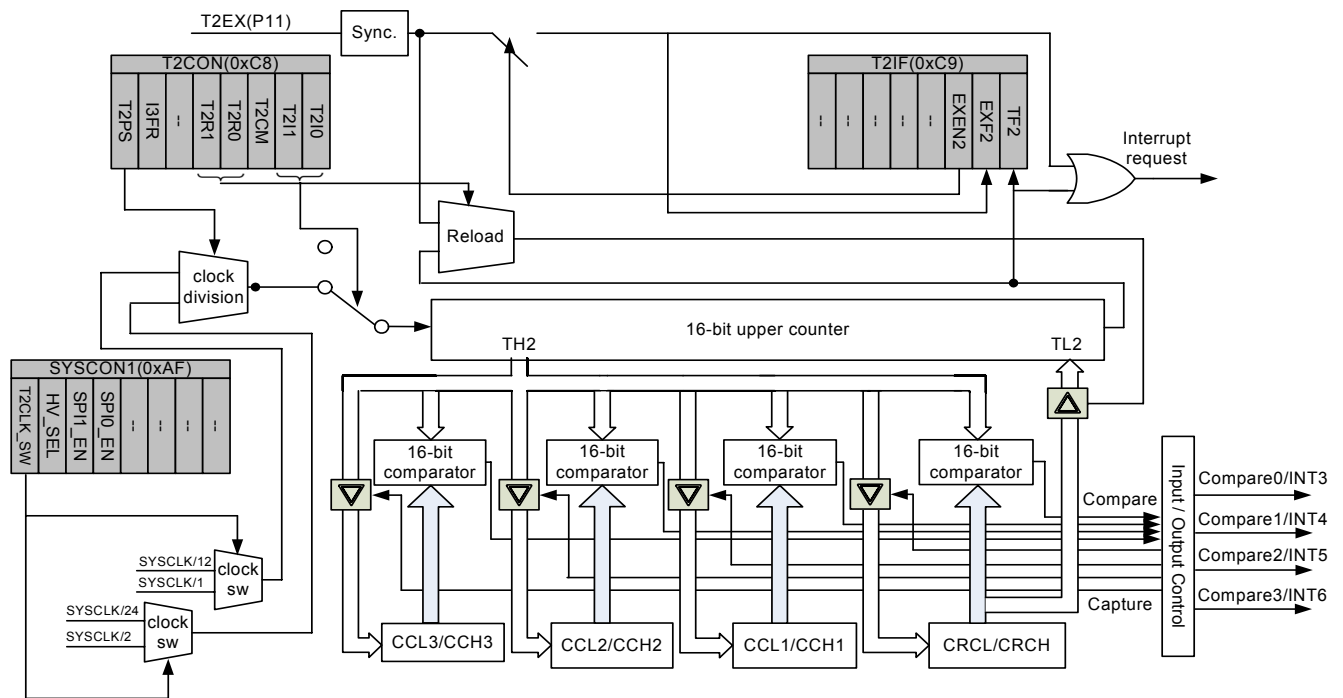 T2EX(P11)
Sync.
T2CON(0xC8)
T2PS
I3FR
--
T2R1
T2R0
T2CM
T2I1
T2I0
T2IF(0xC9)
--
--
--
--
--
EXEN2
EXF2
TF2
Interrupt
request
Reload
clock
division
16-bit upper counter
TH2
TL2
SYSCON1(0xAF)
T2CLK_SW
HV_SEL
SPI1_EN
SPI0_EN
--
--
--
--
16-bit
comparator
16-bit
comparator
16-bit
comparator
16-bit
comparator
Compare
Capture
Input / Output Control
Compare0/INT3
Compare1/INT4
Compare2/INT5
Compare3/INT6
SYSCLK/12
SYSCLK/1
clock
sw
SYSCLK/24
SYSCLK/2
clock
sw
CCL3/CCH3
CCL2/CCH2
CCL1/CCH1
CRCL/CRCH